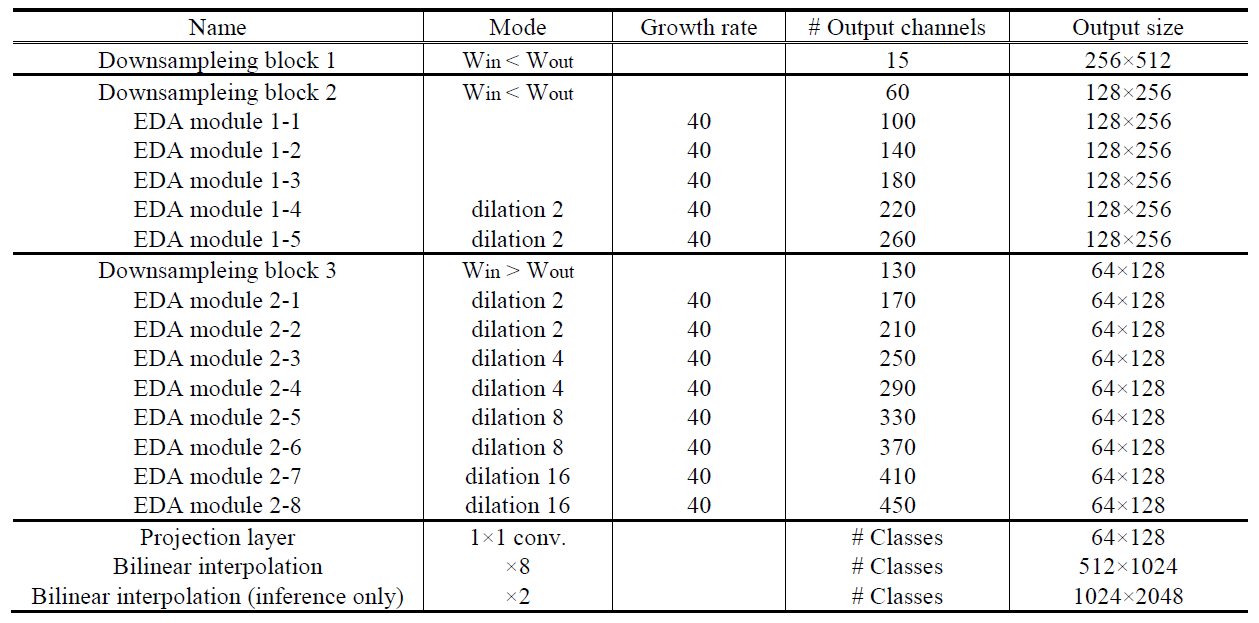 Name Mode Growth rate # Output channels Output size
Downsampleing block 1 Win < Wout 15 256×512
Downsampleing block 2 Win < Wout 60 128×256
EDA module 1-1 40 100 128×256
EDA module 1-2 40 140 128×256
EDA module 1-3 40 180 128×256
EDA module 1-4 dilation 2 40 220 128×256
EDA module 1-5 dilation 2 40 260 128×256
Downsampleing block 3 Win > Wout 130 64×128
EDA module 2-1 dilation 2 40 170 64×128
EDA module 2-2 dilation 2 40 210 64×128
EDA module 2-3 dilation 4 40 250 64×128
EDA module 2-4 dilation 4 40 290 64×128
EDA module 2-5 dilation 8 40 330 64×128
EDA module 2-6 dilation 8 40 370 64×128
EDA module 2-7 dilation 16 40 410 64×128
EDA module 2-8 dilation 16 40 450 64×128
Projection layer 1×1 conv. # Classes 64×128
Bilinear interpolation ×8 # Classes 512×1024
Bilinear interpolation (inference only) ×2 # Classes 1024×2048